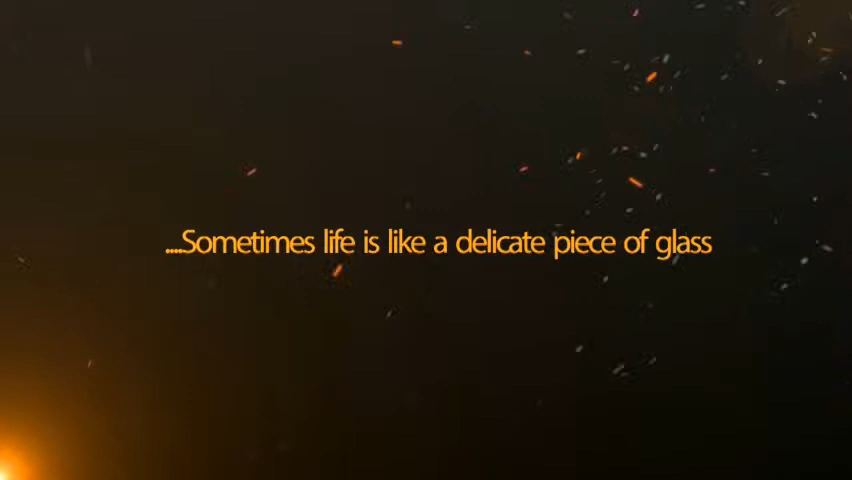 ....Sometimes life is like a delicate piece of glass